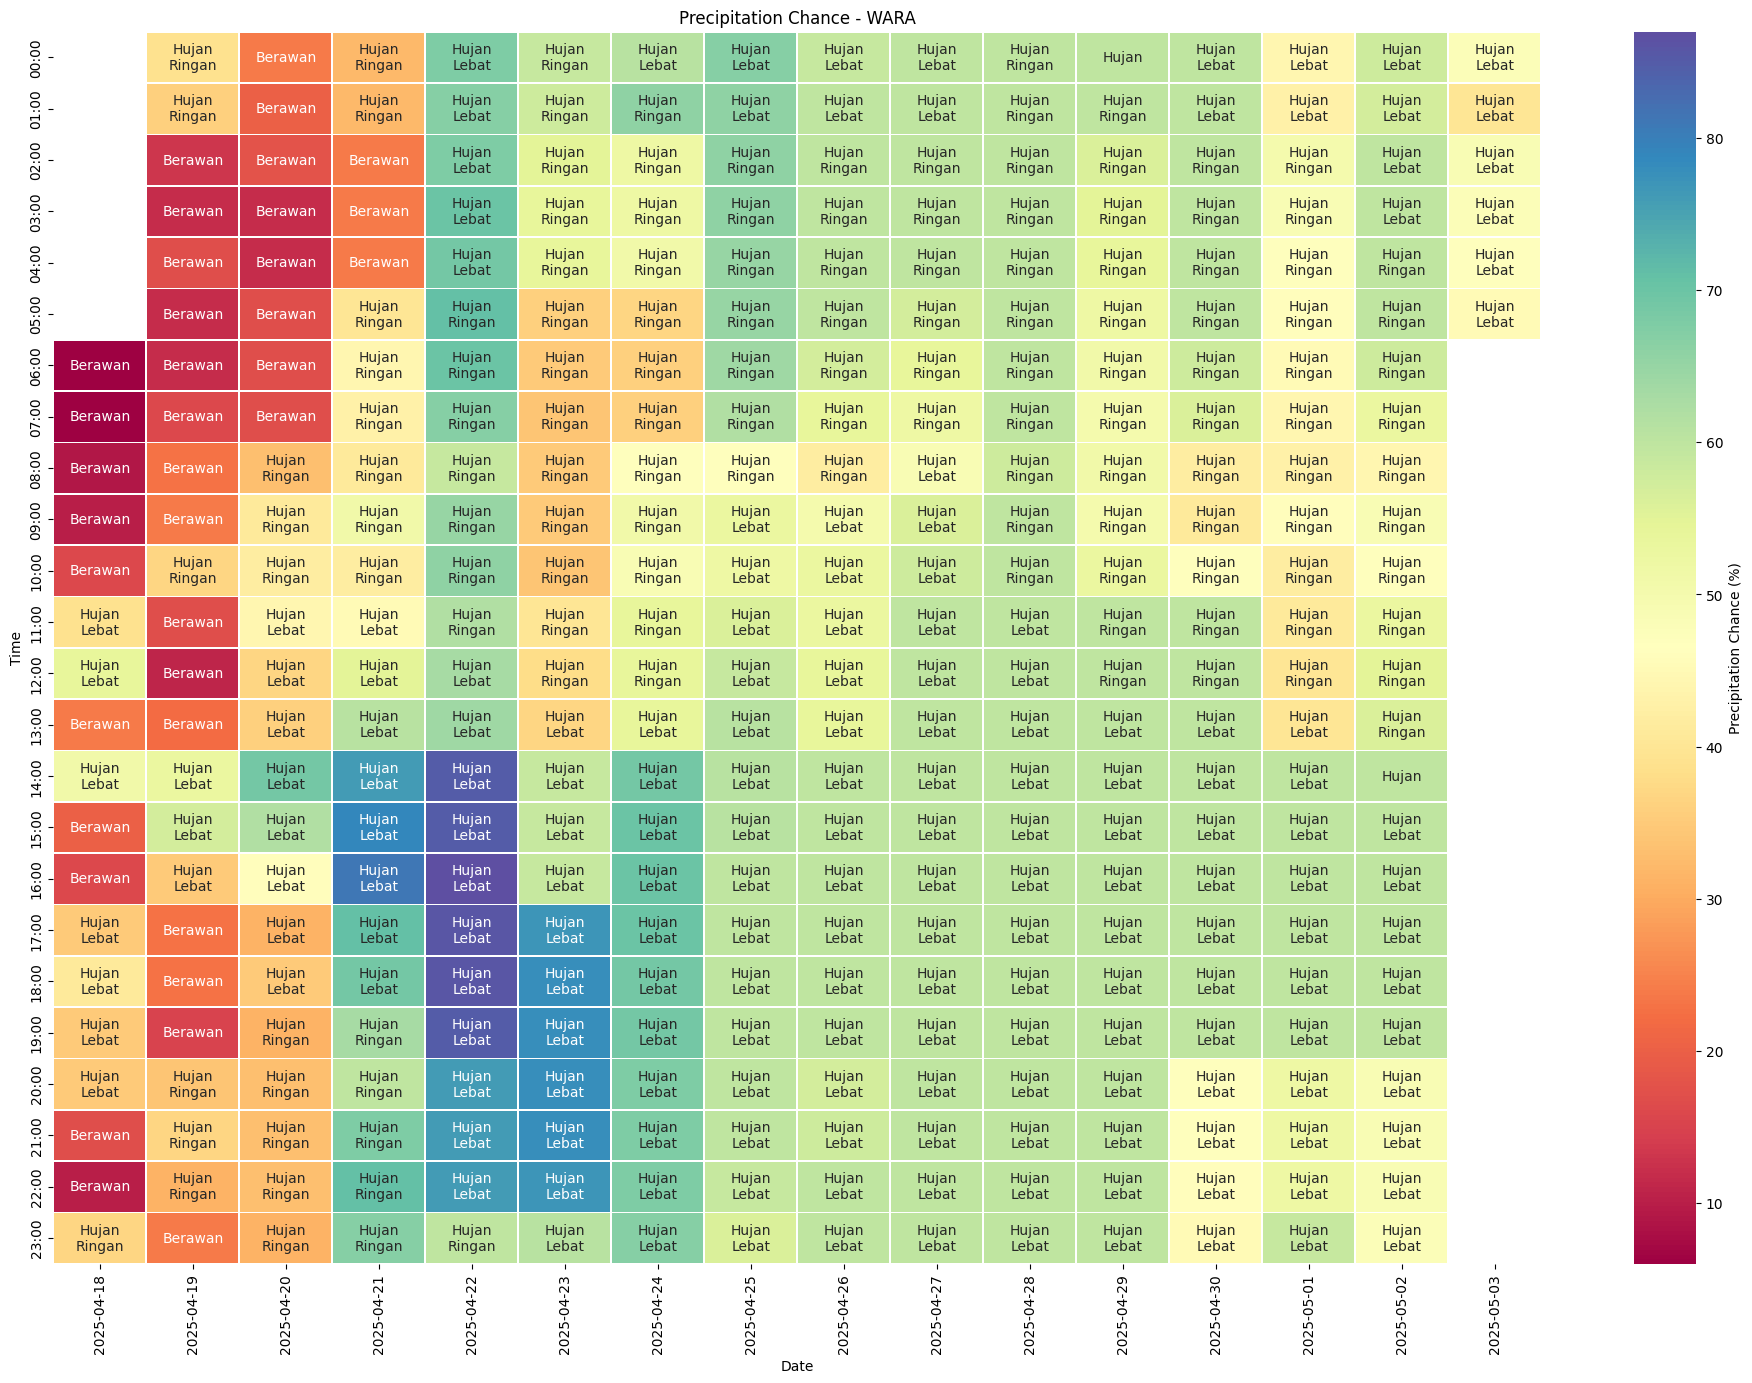 Precipitation Chance - WARA
00:00 Hujan Ringan Berawan Hujan Ringan Hujan Lebat Hujan Ringan Hujan Lebat Hujan Lebat Hujan Lebat Hujan Lebat Hujan Ringan Hujan Hujan Lebat Hujan Lebat Hujan Lebat Hujan Lebat
01:00 Hujan Ringan Berawan Hujan Ringan Hujan Lebat Hujan Ringan Hujan Ringan Hujan Lebat Hujan Lebat Hujan Lebat Hujan Ringan Hujan Ringan Hujan Lebat Hujan Lebat Hujan Lebat Hujan Lebat
02:00 Berawan Berawan Berawan Hujan Lebat Hujan Ringan Hujan Ringan Hujan Ringan Hujan Ringan Hujan Ringan Hujan Ringan Hujan Ringan Hujan Ringan Hujan Ringan Hujan Lebat Hujan Lebat
03:00 Berawan Berawan Berawan Hujan Lebat Hujan Ringan Hujan Ringan Hujan Ringan Hujan Ringan Hujan Ringan Hujan Ringan Hujan Ringan Hujan Ringan Hujan Ringan Hujan Lebat Hujan Lebat
04:00 Berawan Berawan Berawan Hujan Lebat Hujan Ringan Hujan Ringan Hujan Ringan Hujan Ringan Hujan Ringan Hujan Ringan Hujan Ringan Hujan Ringan Hujan Ringan Hujan Ringan Hujan Lebat
05:00 Berawan Berawan Hujan Ringan Hujan Ringan Hujan Ringan Hujan Ringan Hujan Ringan Hujan Ringan Hujan Ringan Hujan Ringan Hujan Ringan Hujan Ringan Hujan Ringan Hujan Ringan Hujan Lebat
06:00 Berawan Berawan Berawan Hujan Ringan Hujan Ringan Hujan Ringan Hujan Ringan Hujan Ringan Hujan Ringan Hujan Ringan Hujan Ringan Hujan Ringan Hujan Ringan Hujan Ringan Hujan Ringan
07:00 Berawan Berawan Berawan Hujan Ringan Hujan Ringan Hujan Ringan Hujan Ringan Hujan Ringan Hujan Ringan Hujan Ringan Hujan Ringan Hujan Ringan Hujan Ringan Hujan Ringan Hujan Ringan
08:00 Berawan Berawan Hujan Ringan Hujan Ringan Hujan Ringan Hujan Ringan Hujan Ringan Hujan Ringan Hujan Ringan Hujan Lebat Hujan Ringan Hujan Ringan Hujan Ringan Hujan Ringan Hujan Ringan
09:00 Berawan Berawan Hujan Ringan Hujan Ringan Hujan Ringan Hujan Ringan Hujan Ringan Hujan Lebat Hujan Lebat Hujan Lebat Hujan Ringan Hujan Ringan Hujan Ringan Hujan Ringan Hujan Ringan
10:00 Berawan Hujan Ringan Hujan Ringan Hujan Ringan Hujan Ringan Hujan Ringan Hujan Ringan Hujan Lebat Hujan Lebat Hujan Lebat Hujan Lebat Hujan Ringan Hujan Ringan Hujan Ringan Hujan Ringan
11:00 Hujan Lebat Berawan Hujan Lebat Hujan Lebat Hujan Ringan Hujan Ringan Hujan Ringan Hujan Lebat Hujan Lebat Hujan Lebat Hujan Lebat Hujan Ringan Hujan Ringan Hujan Ringan Hujan Ringan
12:00 Hujan Lebat Berawan Hujan Lebat Hujan Lebat Hujan Lebat Hujan Ringan Hujan Ringan Hujan Lebat Hujan Lebat Hujan Lebat Hujan Lebat Hujan Ringan Hujan Ringan Hujan Ringan Hujan Ringan
13:00 Berawan Berawan Hujan Lebat Hujan Lebat Hujan Lebat Hujan Lebat Hujan Lebat Hujan Lebat Hujan Lebat Hujan Lebat Hujan Lebat Hujan Lebat Hujan Lebat Hujan Lebat Hujan Ringan
14:00 Hujan Lebat Hujan Lebat Hujan Lebat Hujan Lebat Hujan Lebat Hujan Lebat Hujan Lebat Hujan Lebat Hujan Lebat Hujan Lebat Hujan Lebat Hujan Lebat Hujan Lebat Hujan Lebat Hujan
15:00 Berawan Hujan Lebat Hujan Lebat Hujan Lebat Hujan Lebat Hujan Lebat Hujan Lebat Hujan Lebat Hujan Lebat Hujan Lebat Hujan Lebat Hujan Lebat Hujan Lebat Hujan Lebat Hujan Lebat
16:00 Berawan Hujan Lebat Hujan Lebat Hujan Lebat Hujan Lebat Hujan Lebat Hujan Lebat Hujan Lebat Hujan Lebat Hujan Lebat Hujan Lebat Hujan Lebat Hujan Lebat Hujan Lebat Hujan Lebat
17:00 Hujan Lebat Berawan Hujan Lebat Hujan Lebat Hujan Lebat Hujan Lebat Hujan Lebat Hujan Lebat Hujan Lebat Hujan Lebat Hujan Lebat Hujan Lebat Hujan Lebat Hujan Lebat Hujan Lebat
18:00 Hujan Lebat Berawan Hujan Lebat Hujan Lebat Hujan Lebat Hujan Lebat Hujan Lebat Hujan Lebat Hujan Lebat Hujan Lebat Hujan Lebat Hujan Lebat Hujan Lebat Hujan Lebat Hujan Lebat
19:00 Hujan Lebat Berawan Hujan Ringan Hujan Ringan Hujan Lebat Hujan Lebat Hujan Lebat Hujan Lebat Hujan Lebat Hujan Lebat Hujan Lebat Hujan Lebat Hujan Lebat Hujan Lebat Hujan Lebat
20:00 Hujan Lebat Hujan Ringan Hujan Ringan Hujan Ringan Hujan Lebat Hujan Lebat Hujan Lebat Hujan Lebat Hujan Lebat Hujan Lebat Hujan Lebat Hujan Lebat Hujan Lebat Hujan Lebat Hujan Lebat
21:00 Berawan Hujan Ringan Hujan Ringan Hujan Ringan Hujan Lebat Hujan Lebat Hujan Lebat Hujan Lebat Hujan Lebat Hujan Lebat Hujan Lebat Hujan Lebat Hujan Lebat Hujan Lebat Hujan Lebat
22:00 Berawan Hujan Ringan Hujan Ringan Hujan Ringan Hujan Lebat Hujan Lebat Hujan Lebat Hujan Lebat Hujan Lebat Hujan Lebat Hujan Lebat Hujan Lebat Hujan Lebat Hujan Lebat Hujan Lebat
23:00 Hujan Ringan Berawan Hujan Ringan Hujan Ringan Hujan Ringan Hujan Lebat Hujan Lebat Hujan Lebat Hujan Lebat Hujan Lebat Hujan Lebat Hujan Lebat Hujan Lebat Hujan Lebat Hujan Lebat
Time
2025-04-18
2025-04-19
2025-04-20
2025-04-21
2025-04-22
2025-04-23
2025-04-24
2025-04-25
2025-04-26
2025-04-27
2025-04-28
2025-04-29
2025-04-30
2025-05-01
2025-05-02
2025-05-03
Date
80
70
60
50
40
30
20
10
Precipitation Chance (%)